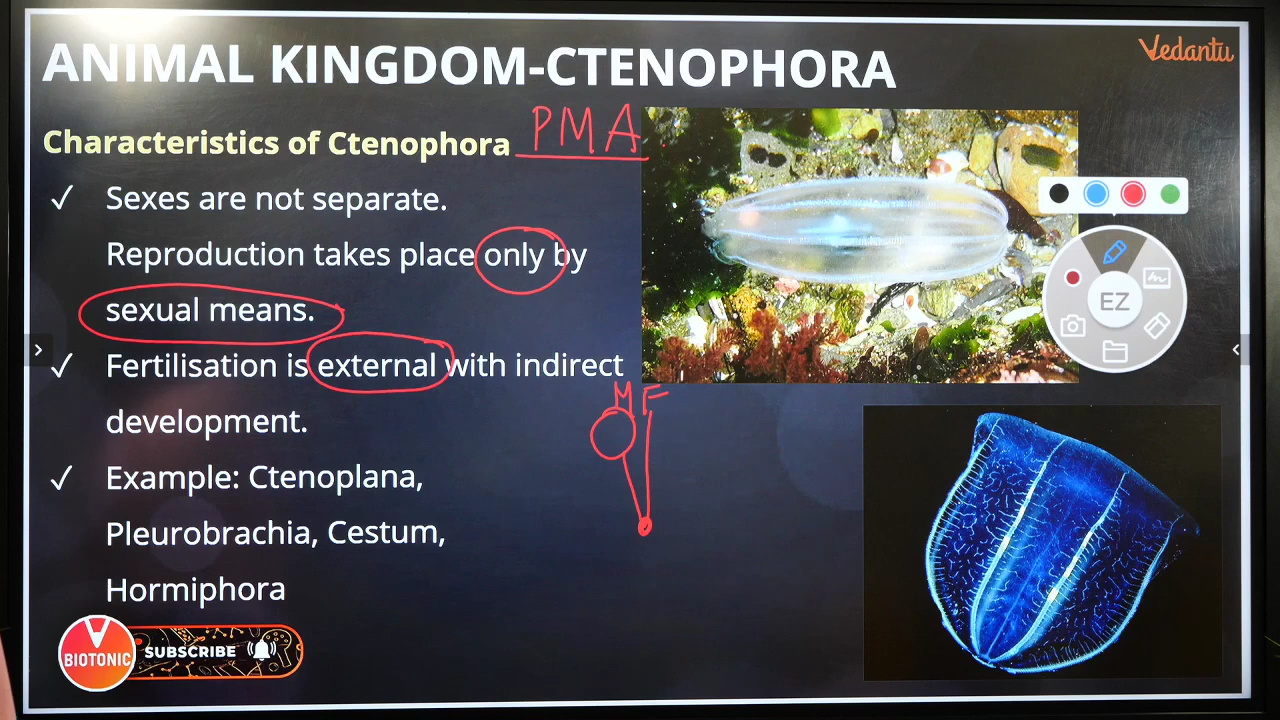 ANIMAL KINGDOM-CTENOPHORA
Vedantu
Characteristics of Ctenophora PMA
✓ Sexes are not separate.
Reproduction takes place only by
sexual means.
✓ Fertilisation is external with indirect
development.
M F
✓ Example: Ctenoplana,
Pleurobrachia, Cestum,
Hormiphora
EZ
BIOTONIC
SUBSCRIBE